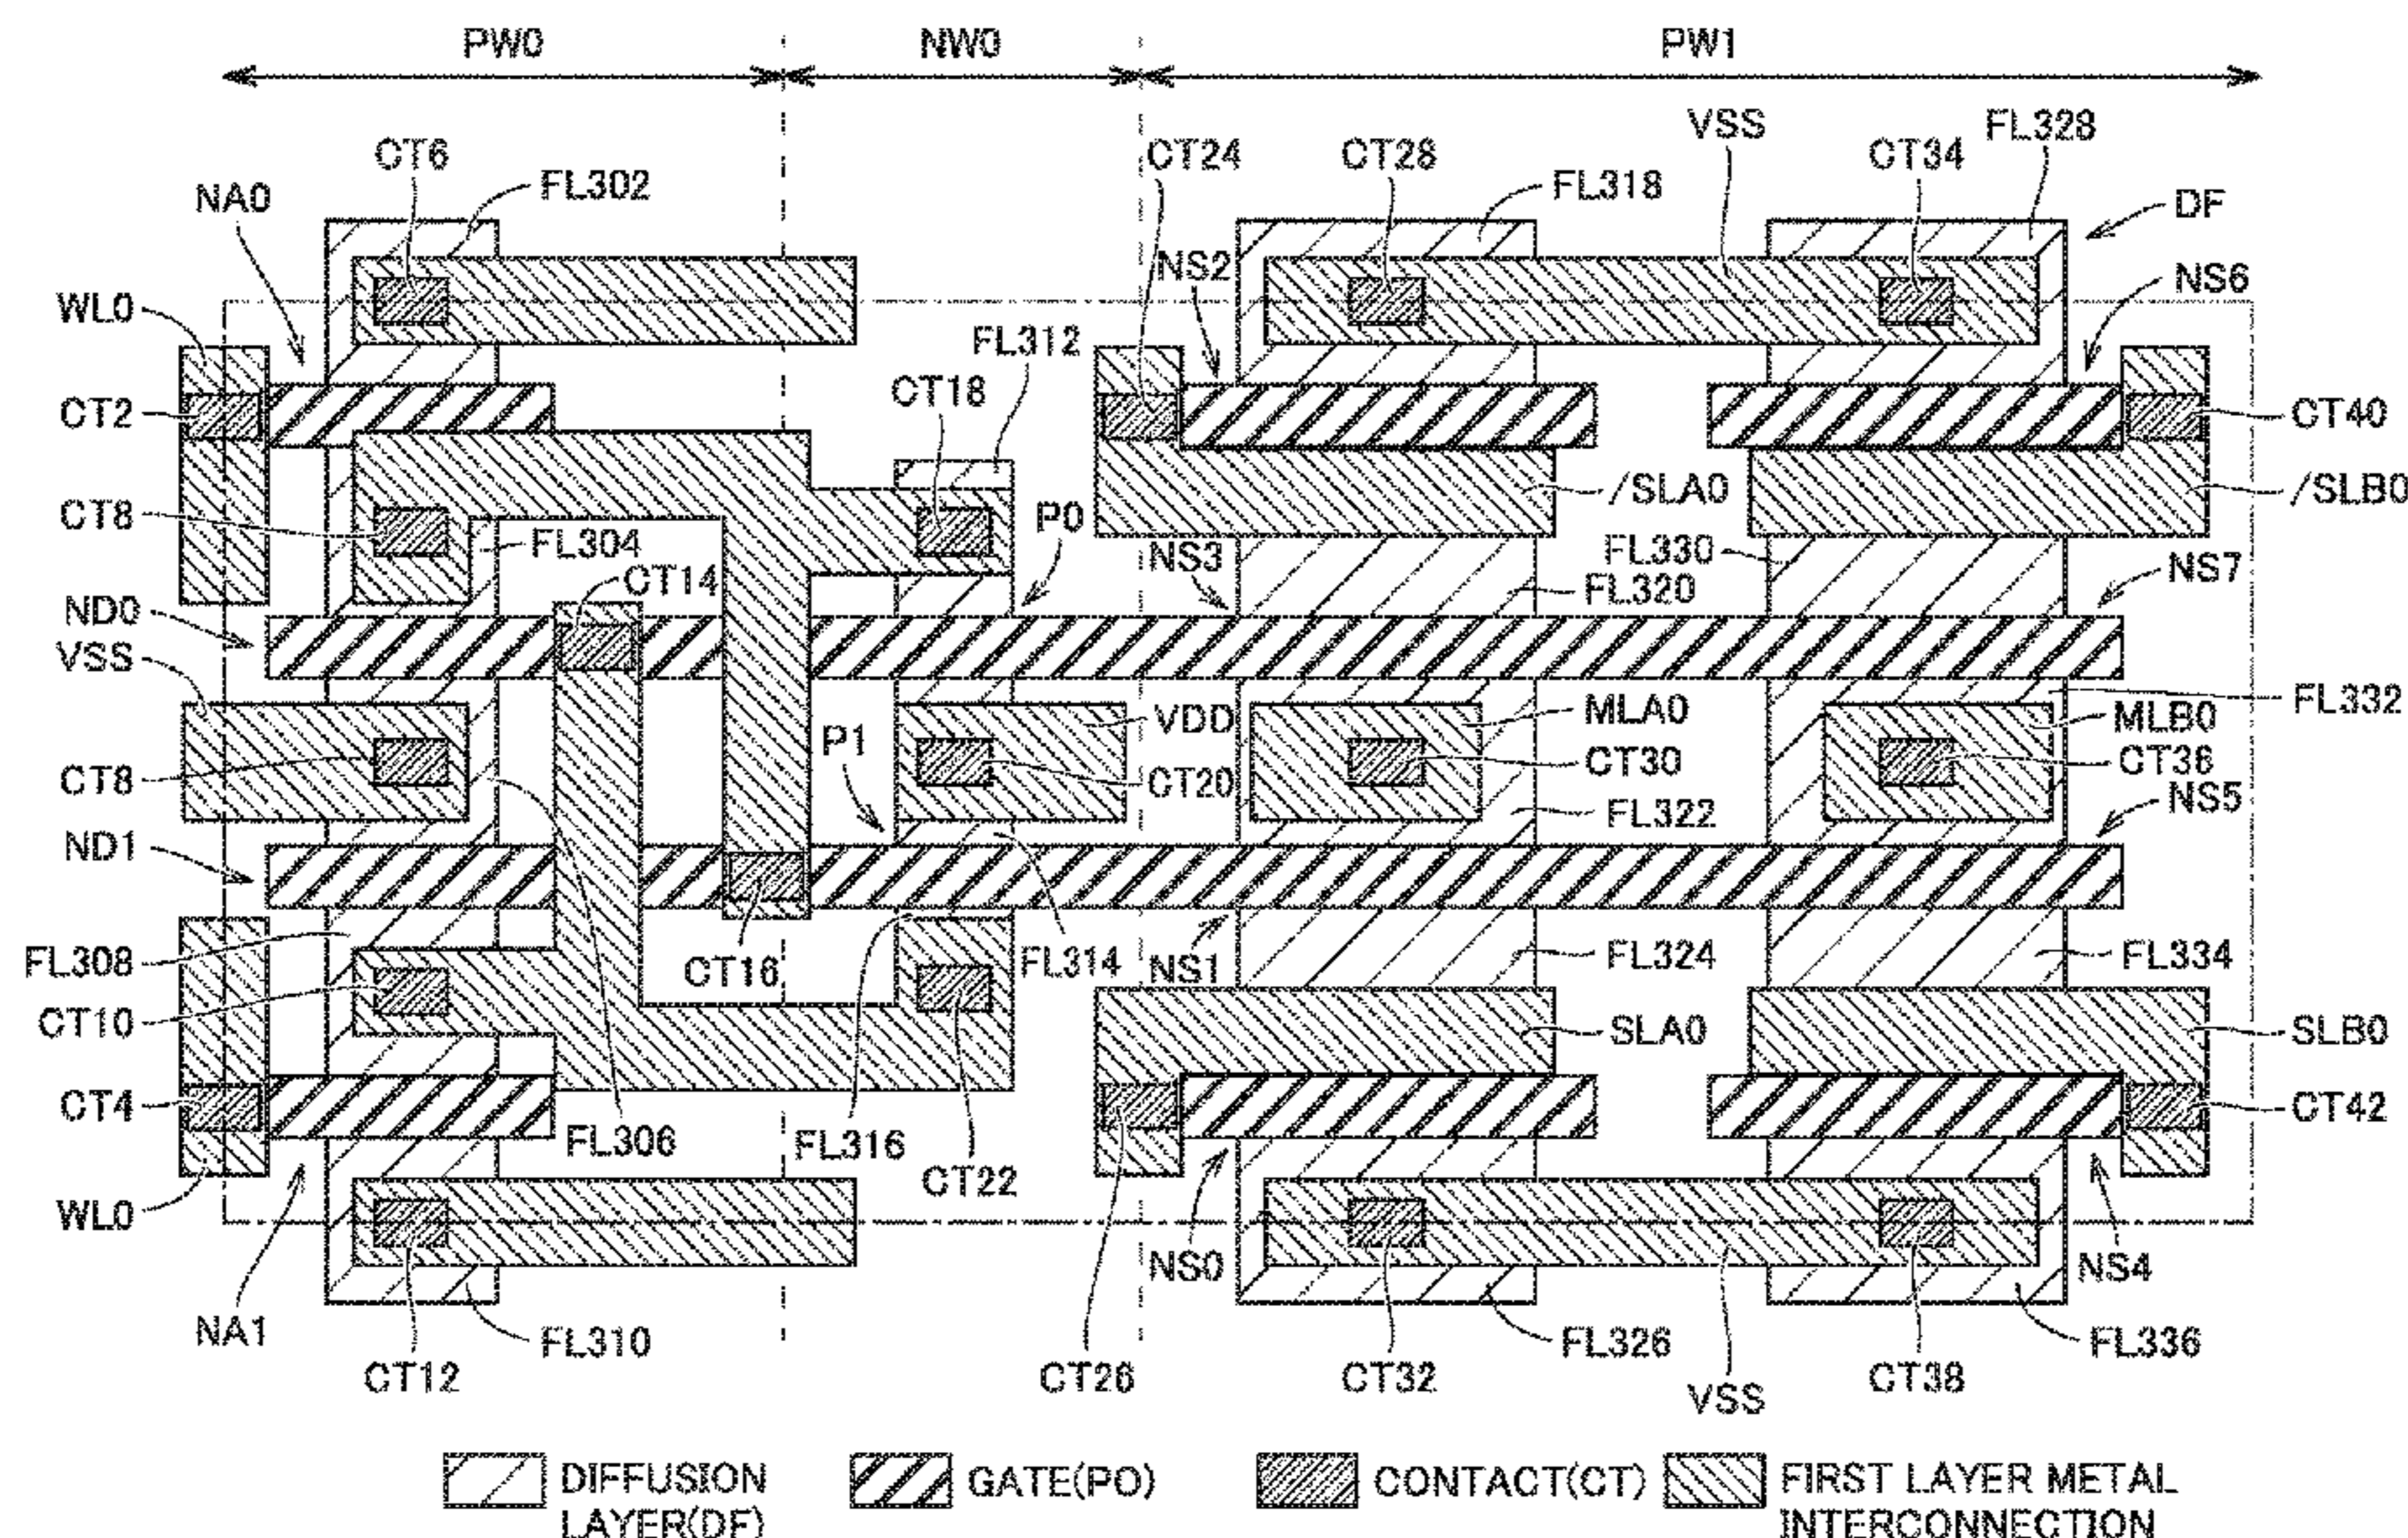 PW0 NW0 PW1
CT6 CT24 CT28 VSS CT34 FL328
NA0 FL302 FL318 DF
WL0 NS2 NS6
FL312
CT2 CT18 CT40
CT8 FL304 P0 /SLA0 /SLB0
CT14 NS3 FL330 NS7
ND0 FL320
VSS
VDD MLA0 MLB0 FL332
P1
CT8 CT20 CT30 CT36
ND1 FL322 NS5
FL308 CT16 FL314 NS1 FL324 FL334
CT10 SLA0 SLB0
CT4 CT42
FL306 FL316 CT22
WL0 NS0 NS4
NA1 FL310 FL326 FL336
CT12 CT26 CT32 VSS CT38
DIFFUSION
LAYER(DF)
GATE(PO)
CONTACT(CT)
FIRST LAYER METAL
INTERCONNECTION